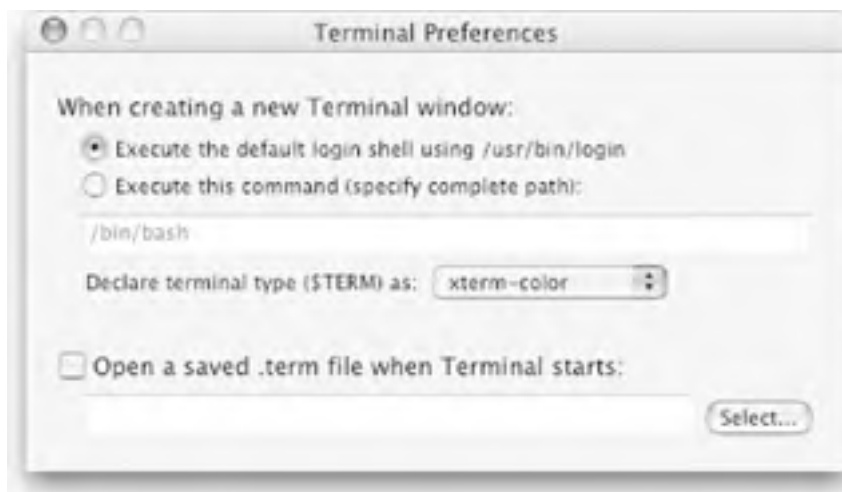 Terminal Preferences
When creating a new Terminal window:
Execute the default login shell using /usr/bin/login
Execute this command (specify complete path):
/bin/bash
Declare terminal type ($TERM) as: xterm-color
Open a saved .term file when Terminal starts:
Select...